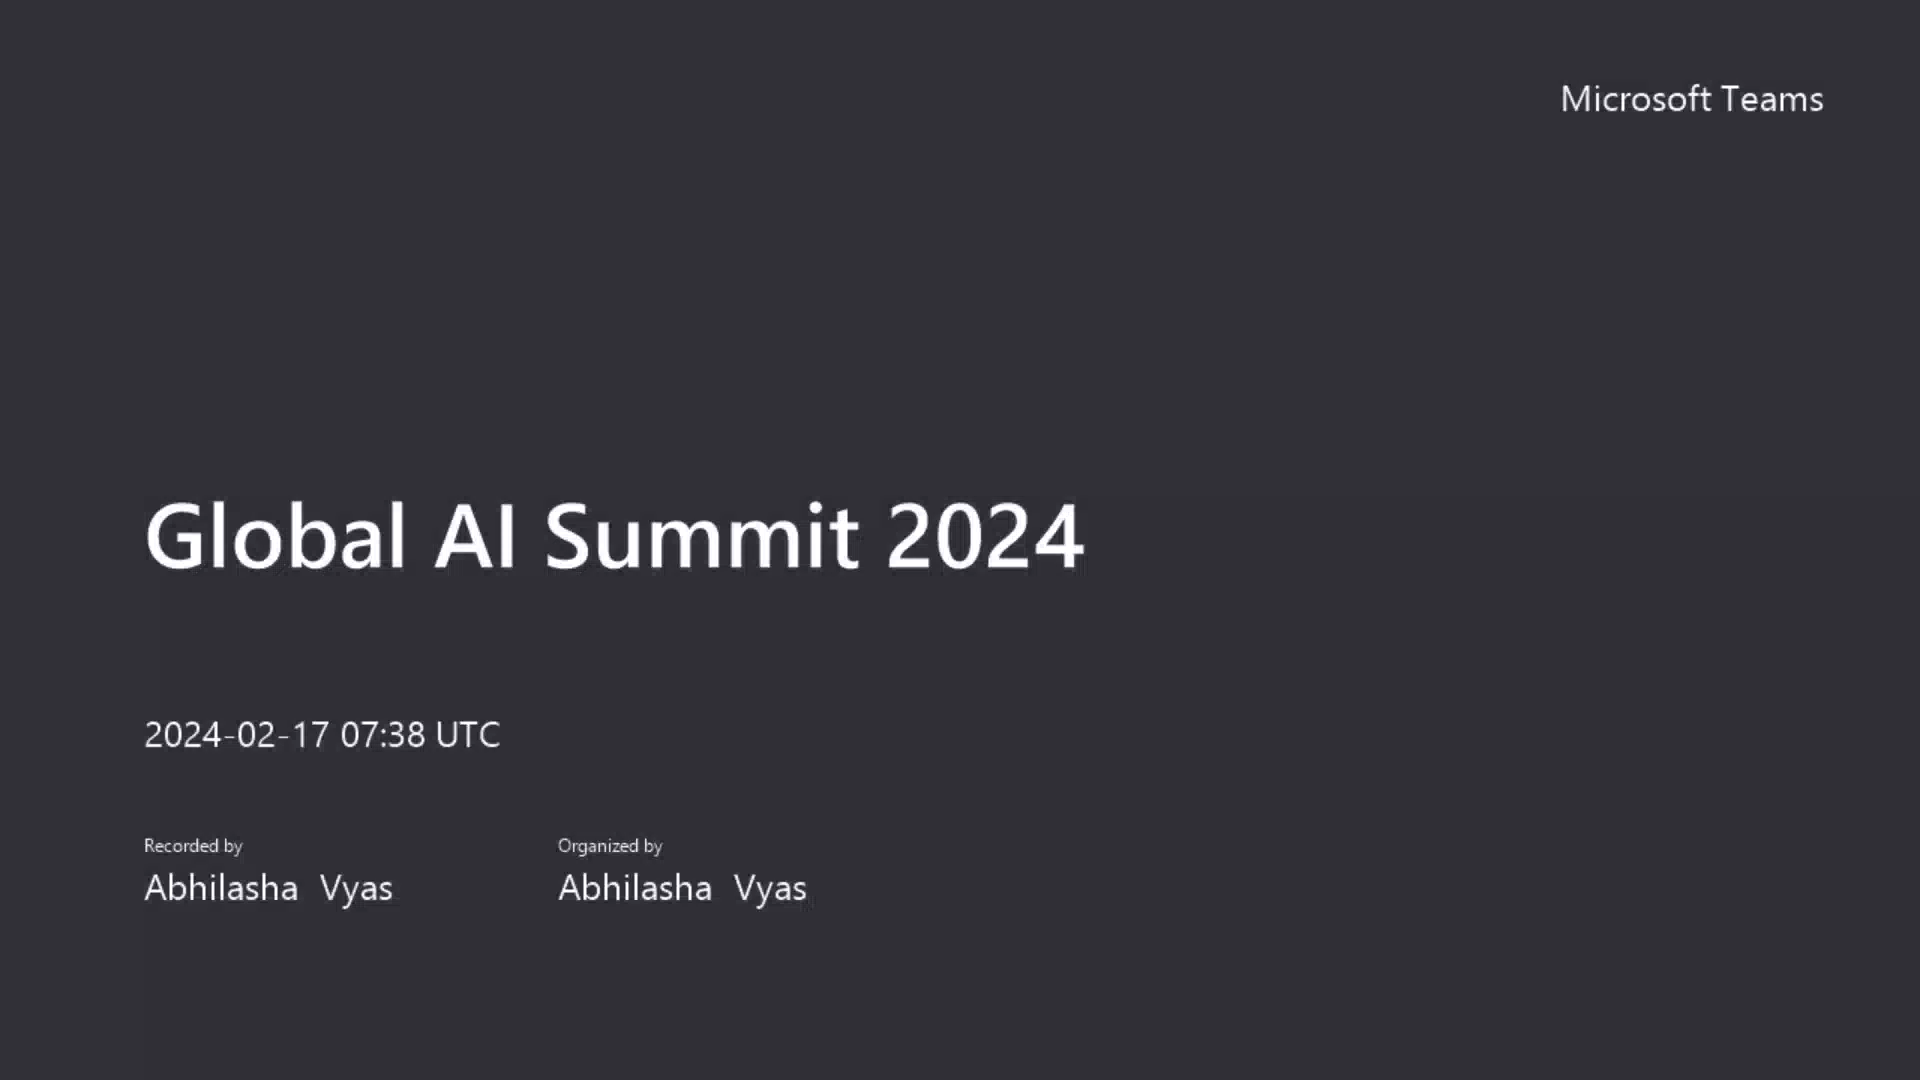 Microsoft Teams
Global AI Summit 2024
2024-02-17 07:38 UTC
Recorded by
Abhilasha Vyas
Organized by
Abhilasha Vyas